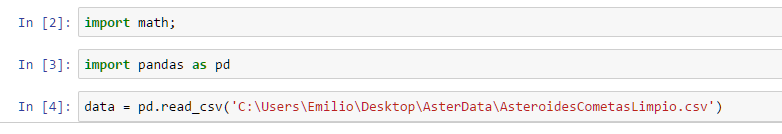 In [2]: import math;
In [3]: import pandas as pd
In [4]: data = pd.read_csv('C:\Users\Emilio\Desktop\AsterData\AsteroidesCometasLimpio.csv')